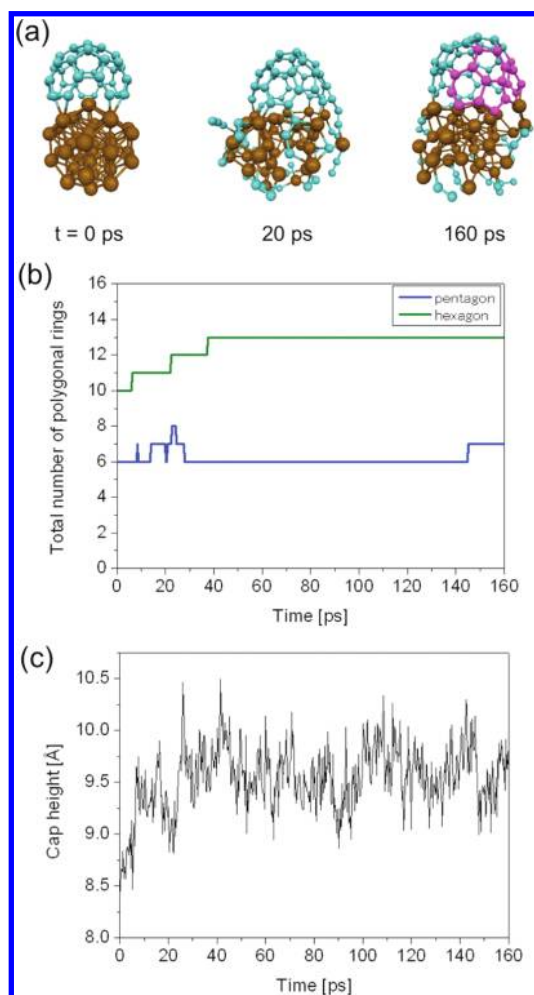 (a)
t = 0 ps 20 ps 160 ps
(b)
16
14
12
10
8
6
4
2
0
Total number of polygonal rings
pentagon
hexagon
0 20 40 60 80 100 120 140 160
Time [ps]
(c)
10.5
10.0
9.5
9.0
8.5
8.0
Cap height [Å]
0 20 40 60 80 100 120 140 160
Time [ps]